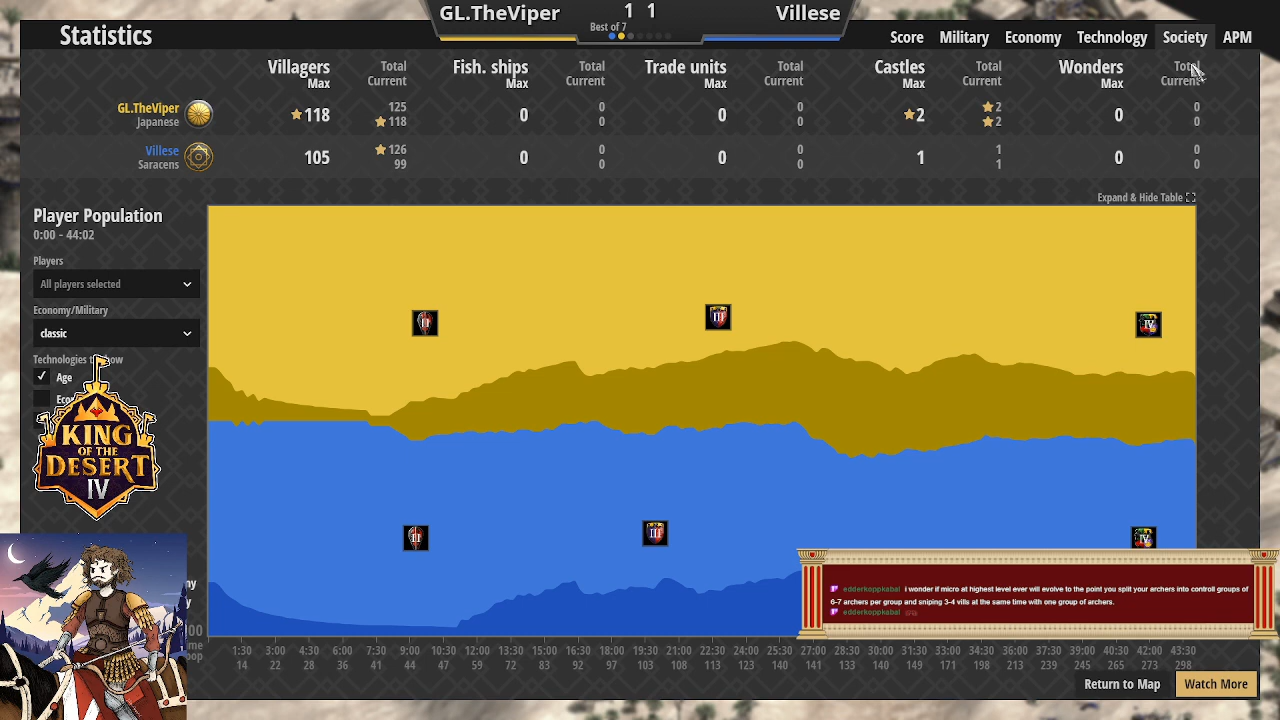 GL.TheViper 1 1 Villese
Best of 7
Statistics
Score Military Economy Technology Society APM
Villagers Max Total Current Fish. ships Max Total Current Trade units Max Total Current Castles Max Total Current Wonders Max Total Current
GL.TheViper Japanese 118 125 118 0 0 0 0 0 0 2 2 2 0 0 0
Villese Saracens 105 126 99 0 0 0 0 0 0 1 1 1 0 0 0
Expand & Hide Table
Player Population
0:00 - 44:02
Players
All players selected
Economy/Military
classic
Technologies
Age
KING
OF THE
DESERT
IV
II III IV
II III IV
edderkoppkabal I wonder if micro at highest level ever will evolve to the point you split your archers into controll groups of
6-7 archers per group and sniping 3-4 vills at the same time with one group of archers.
edderkoppkabal
1:30 3:00 4:30 6:00 7:30 9:00 10:30 12:00 13:30 15:00 16:30 18:00 19:30 21:00 22:30 24:00 25:30 27:00 28:30 30:00 31:30 33:00 34:30 36:00 37:30 39:00 40:30 42:00 43:30
14 22 28 36 41 44 47 59 72 83 92 97 103 108 113 123 140 141 133 140 149 171 198 213 239 245 265 273 298
Return to Map Watch More